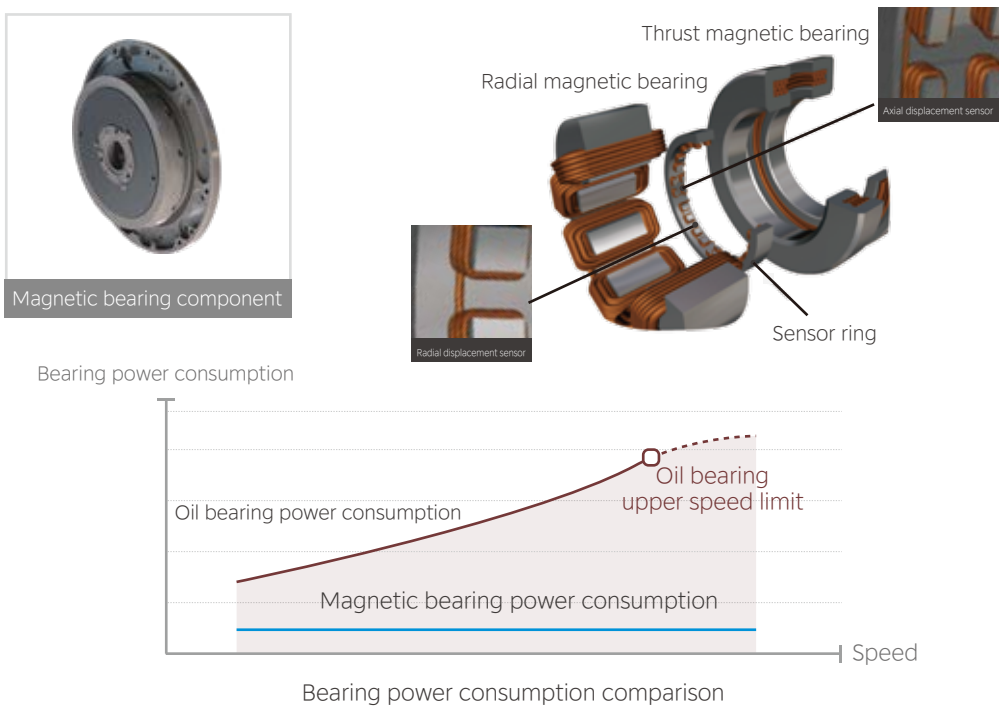 Thrust magnetic bearing
Radial magnetic bearing
Axial displacement sensor
Magnetic bearing component
Radial displacement sensor
Sensor ring
Bearing power consumption
Oil bearing
upper speed limit
Oil bearing power consumption
Magnetic bearing power consumption
Speed
Bearing power consumption comparison